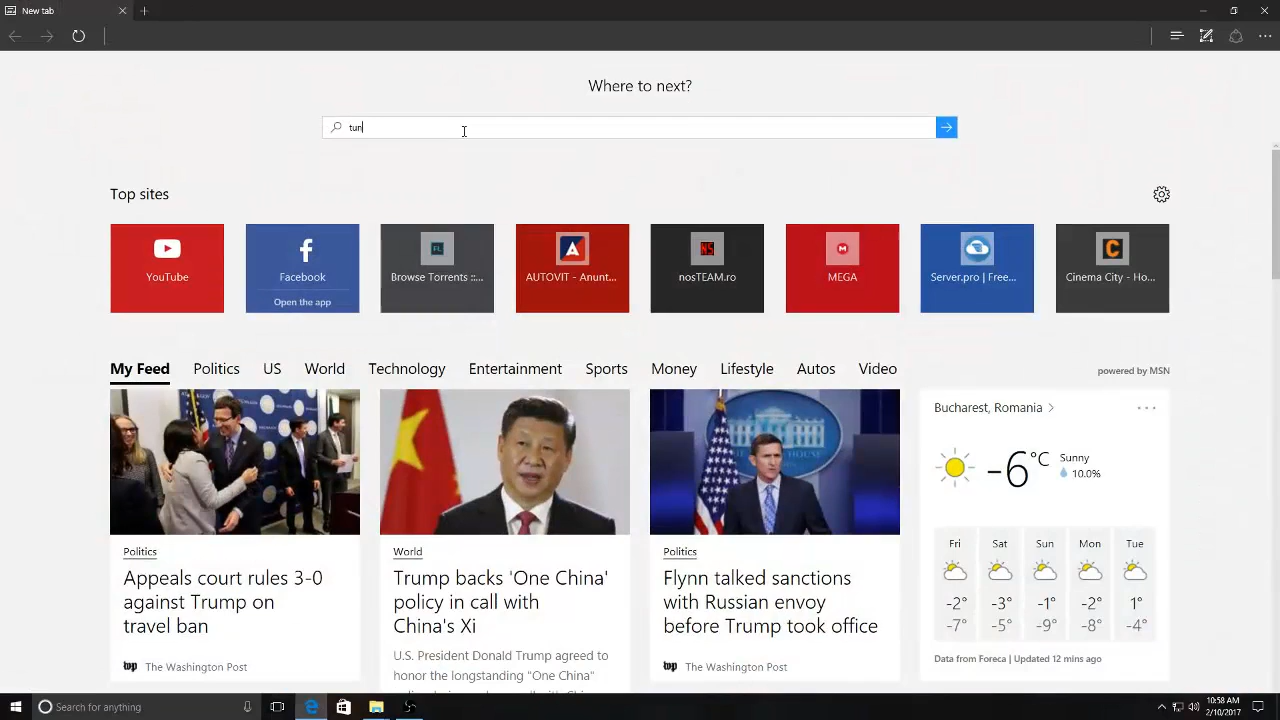 New tab
Where to next?
tun
Top sites
YouTube
Facebook
Open the app
Browse Torrents ::...
AUTOVIT - Anunt...
nosTEAM.ro
MEGA
Server.pro | Free...
Cinema City - Ho...
My Feed
Politics
US
World
Technology
Entertainment
Sports
Money
Lifestyle
Autos
Video
powered by MSN
Politics
Appeals court rules 3-0
against Trump on
travel ban
wp The Washington Post
World
Trump backs 'One China'
policy in call with
China's Xi
U.S. President Donald Trump agreed to
honor the longstanding "One China"
Politics
Flynn talked sanctions
with Russian envoy
before Trump took office
wp The Washington Post
Bucharest, Romania
-6°C
Sunny
10.0%
Fri Sat Sun Mon Tue
-2° -3° -1° -2° 1°
-7° -5° -9° -8° -4°
Data from Foreca | Updated 12 mins ago
Search for anything
10:58 AM
2/10/2017